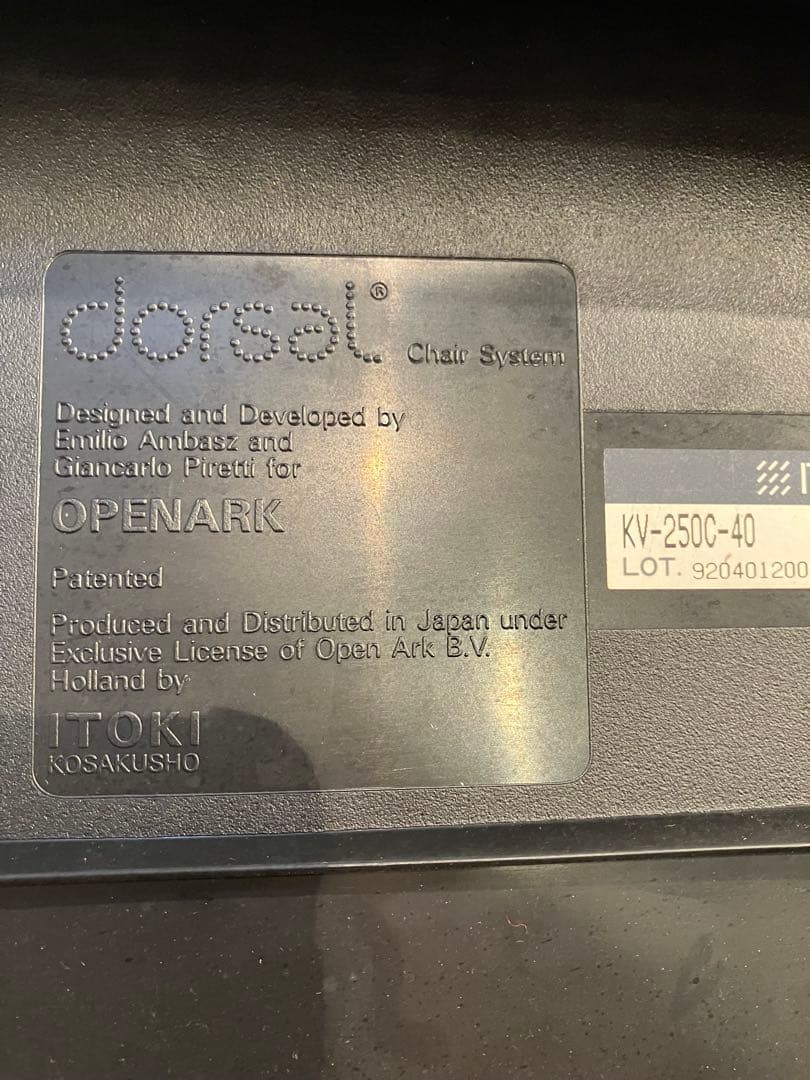 dorsal®
Chair System
Designed and Developed by
Emilio Ambasz and
Giancarlo Piretti for
OPENARK
Patented
Produced and Distributed in Japan under
Exclusive License of Open Ark B.V.
Holland by
ITOKI
KOSAKUSHO
KV-250C-40
LOT. 920401200